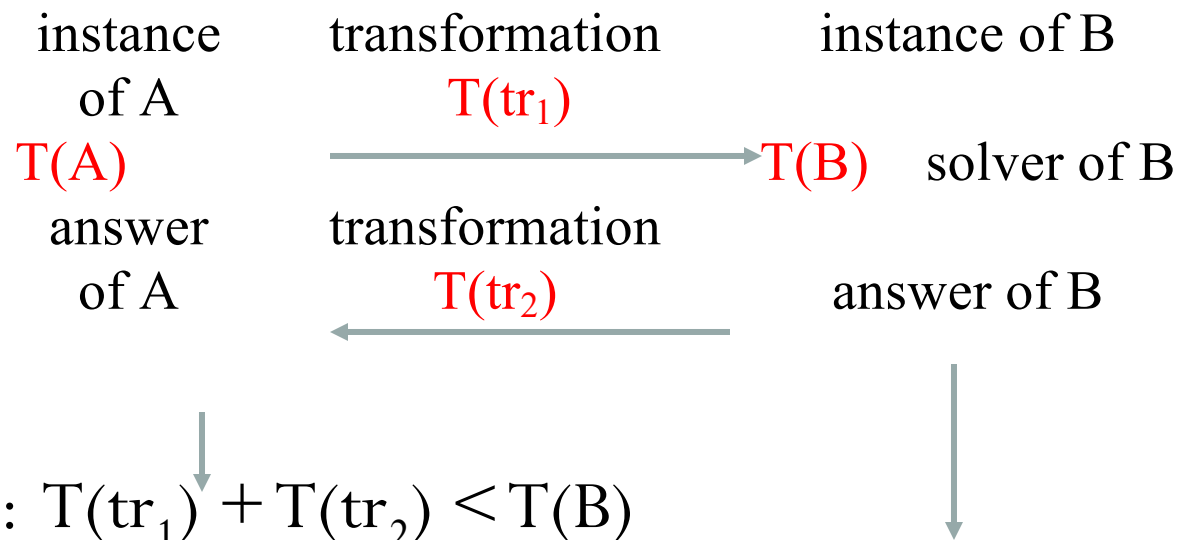 instance transformation instance of B
of A T(tr₁)
T(A) T(B) solver of B
answer transformation
of A T(tr₂) answer of B
: T(tr₁) + T(tr₂) < T(B)